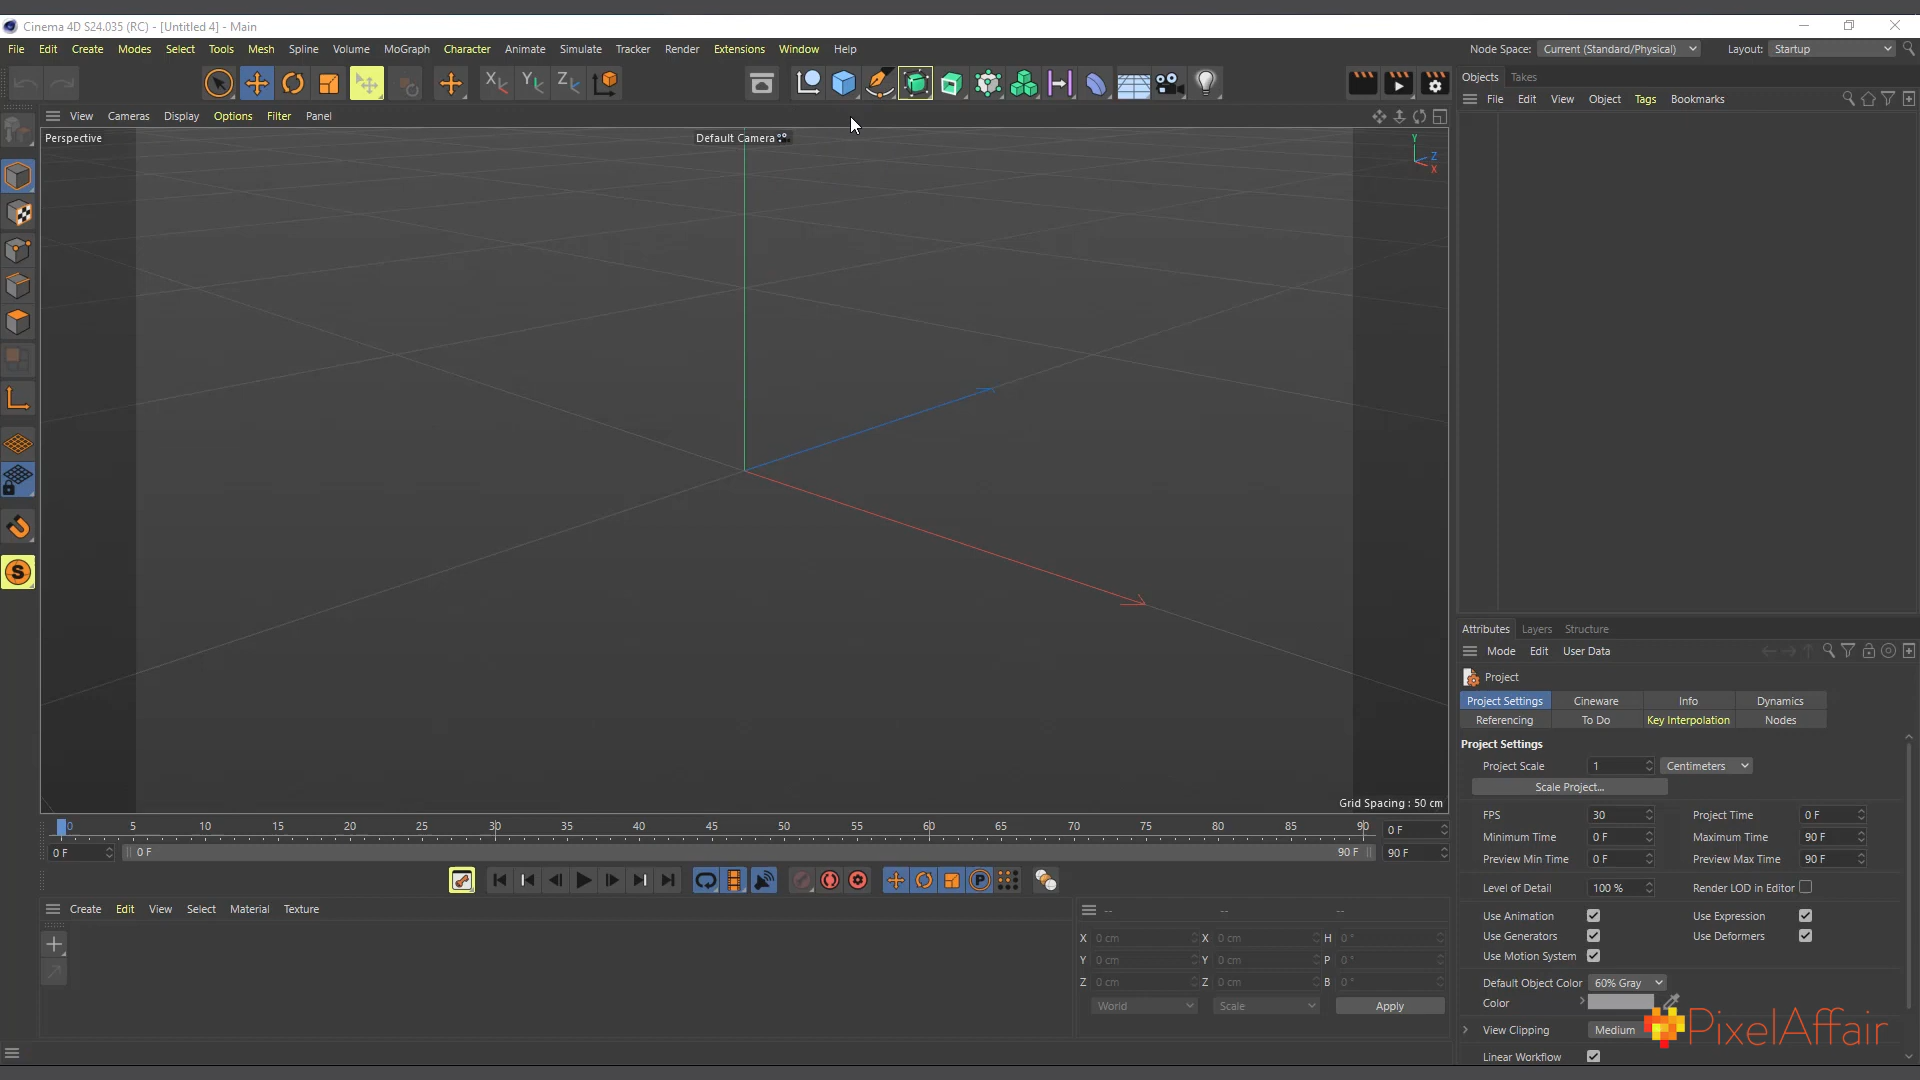 Cinema 4D S24.035 (RC) - [Untitled 4] - Main
File Edit Create Modes Select Tools Mesh Spline Volume MoGraph Character Animate Simulate Tracker Render Extensions Window Help
Node Space: Current (Standard/Physical) Layout: Startup
X Y Z
Objects Takes
File Edit View Object Tags Bookmarks
View Cameras Display Options Filter Panel
Perspective
Default Camera
Y
Z
X
Grid Spacing : 50 cm
Attributes Layers Structure
Mode Edit User Data
Project
Project Settings Cineware Info Dynamics
Referencing To Do Key Interpolation Nodes
Project Settings
Project Scale 1 Centimeters
Scale Project...
FPS 30 Project Time 0 F
Minimum Time 0 F Maximum Time 90 F
Preview Min Time 0 F Preview Max Time 90 F
Level of Detail 100 % Render LOD in Editor
Use Animation Use Expression
Use Generators Use Deformers
Use Motion System
Default Object Color 60% Gray
Color
View Clipping Medium
Linear Workflow
PixelAffair
0 5 10 15 20 25 30 35 40 45 50 55 60 65 70 75 80 85 90 0 F
0 F 0 F 90 F 90 F
P
S
Create Edit View Select Material Texture
-- -- --
X 0 cm X 0 cm H 0 °
Y 0 cm Y 0 cm P 0 °
Z 0 cm Z 0 cm B 0 °
World Scale Apply